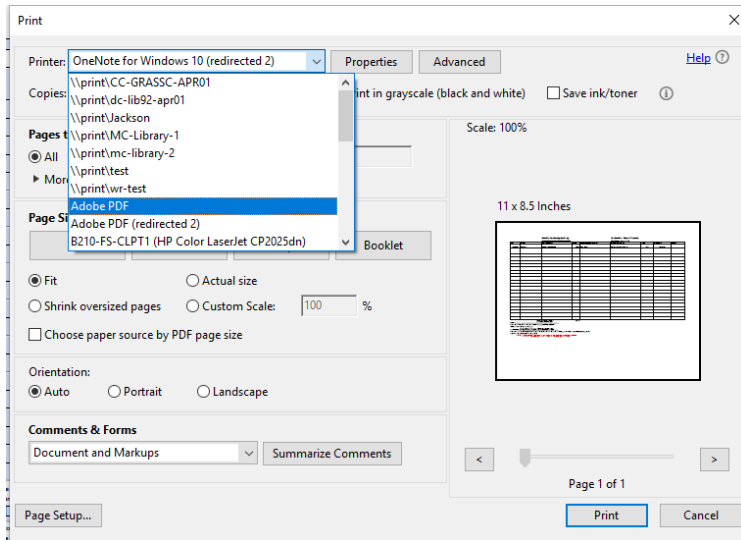 Print
Printer: OneNote for Windows 10 (redirected 2) Properties Advanced Help ?
\\print\CC-GRASSC-APR01
Copies: \\print\dc-lib92-apr01 int in grayscale (black and white) Save ink/toner
\\print\Jackson
\\print\MC-Library-1
\\print\mc-library-2
\\print\test
\\print\wr-test
Adobe PDF
Adobe PDF (redirected 2)
B210-FS-CLPT1 (HP Color LaserJet CP2025dn)
Pages t
All
Mor
Page Si
Booklet
Fit Actual size
Shrink oversized pages Custom Scale: 100 %
Choose paper source by PDF page size
Orientation:
Auto Portrait Landscape
Comments & Forms
Document and Markups Summarize Comments
Scale: 100%
11 x 8.5 Inches
< >
Page 1 of 1
Page Setup... Print Cancel